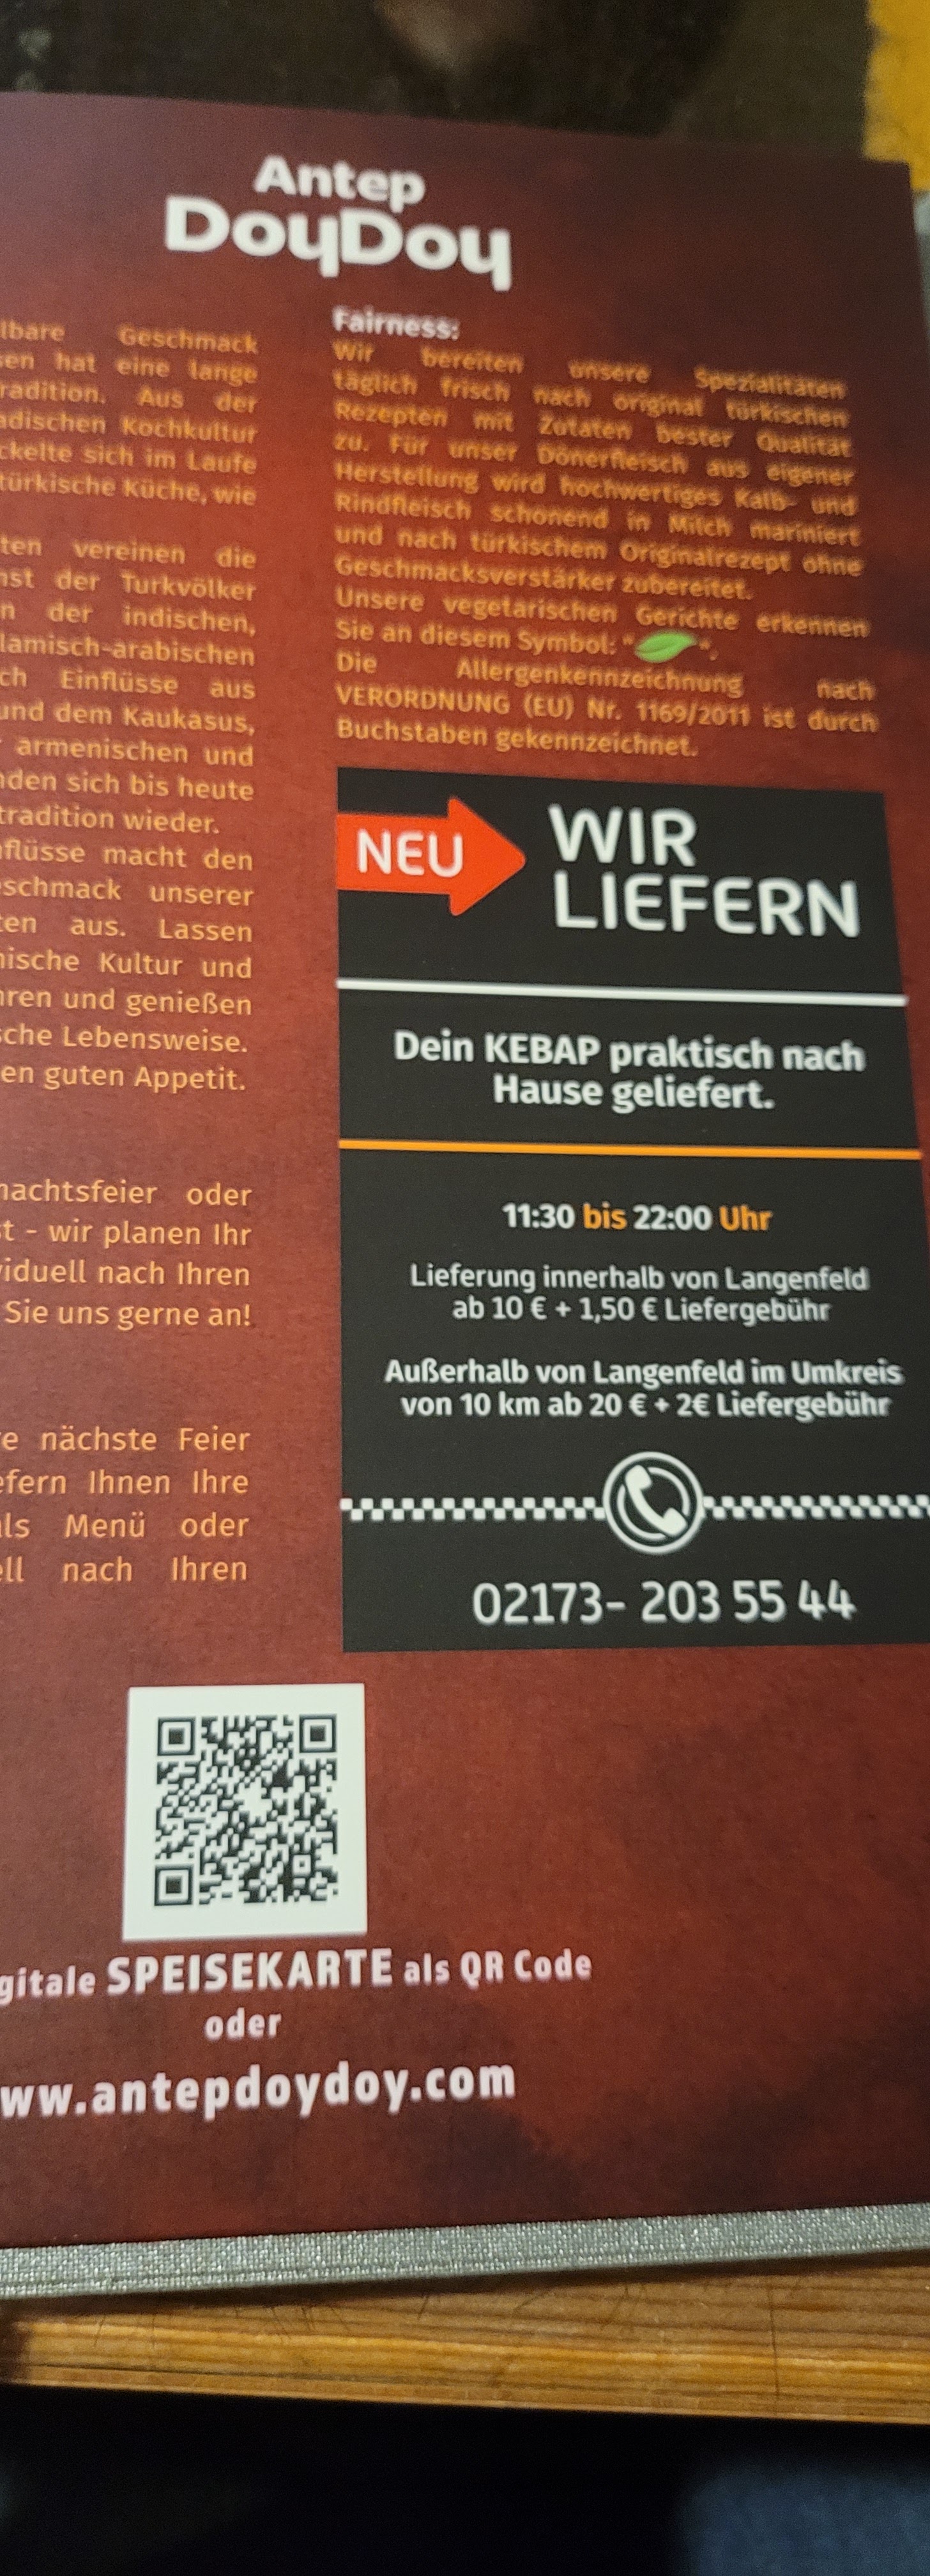 Antep
DoyDoy
lbare Geschmack
sen hat eine lange
radition. Aus der
adischen Kochkultur
ckelte sich im Laufe
türkische Küche, wie
ten vereinen die
nst der Turkvölker
n der indischen,
lamisch-arabischen
ch Einflüsse aus
und dem Kaukasus,
armenischen und
nden sich bis heute
tradition wieder.
nflüsse macht den
eschmack unserer
ten aus. Lassen
nische Kultur und
hren und genießen
sche Lebensweise.
en guten Appetit.
nachtsfeier oder
st - wir planen Ihr
viduell nach Ihren
Sie uns gerne an!
re nächste Feier
efern Ihnen Ihre
als Menü oder
ell nach Ihren
Fairness:
Wir bereiten unsere Spezialitäten
täglich frisch nach original türkischen
Rezepten mit Zutaten bester Qualität
zu. Für unser Dönerfleisch aus eigener
Herstellung wird hochwertiges Kalb- und
Rindfleisch schonend in Milch mariniert
und nach türkischem Originalrezept ohne
Geschmacksverstärker zubereitet.
Unsere vegetarischen Gerichte erkennen
Sie an diesem Symbol: " ".
Die Allergenkennzeichnung nach
VERORDNUNG (EU) Nr. 1169/2011 ist durch
Buchstaben gekennzeichnet.
NEU
WIR
LIEFERN
Dein KEBAP praktisch nach
Hause geliefert.
11:30 bis 22:00 Uhr
Lieferung innerhalb von Langenfeld
ab 10 € + 1,50 € Liefergebühr
Außerhalb von Langenfeld im Umkreis
von 10 km ab 20 € + 2€ Liefergebühr
02173- 203 55 44
gitale SPEISEKARTE als QR Code
oder
ww.antepdoydoy.com